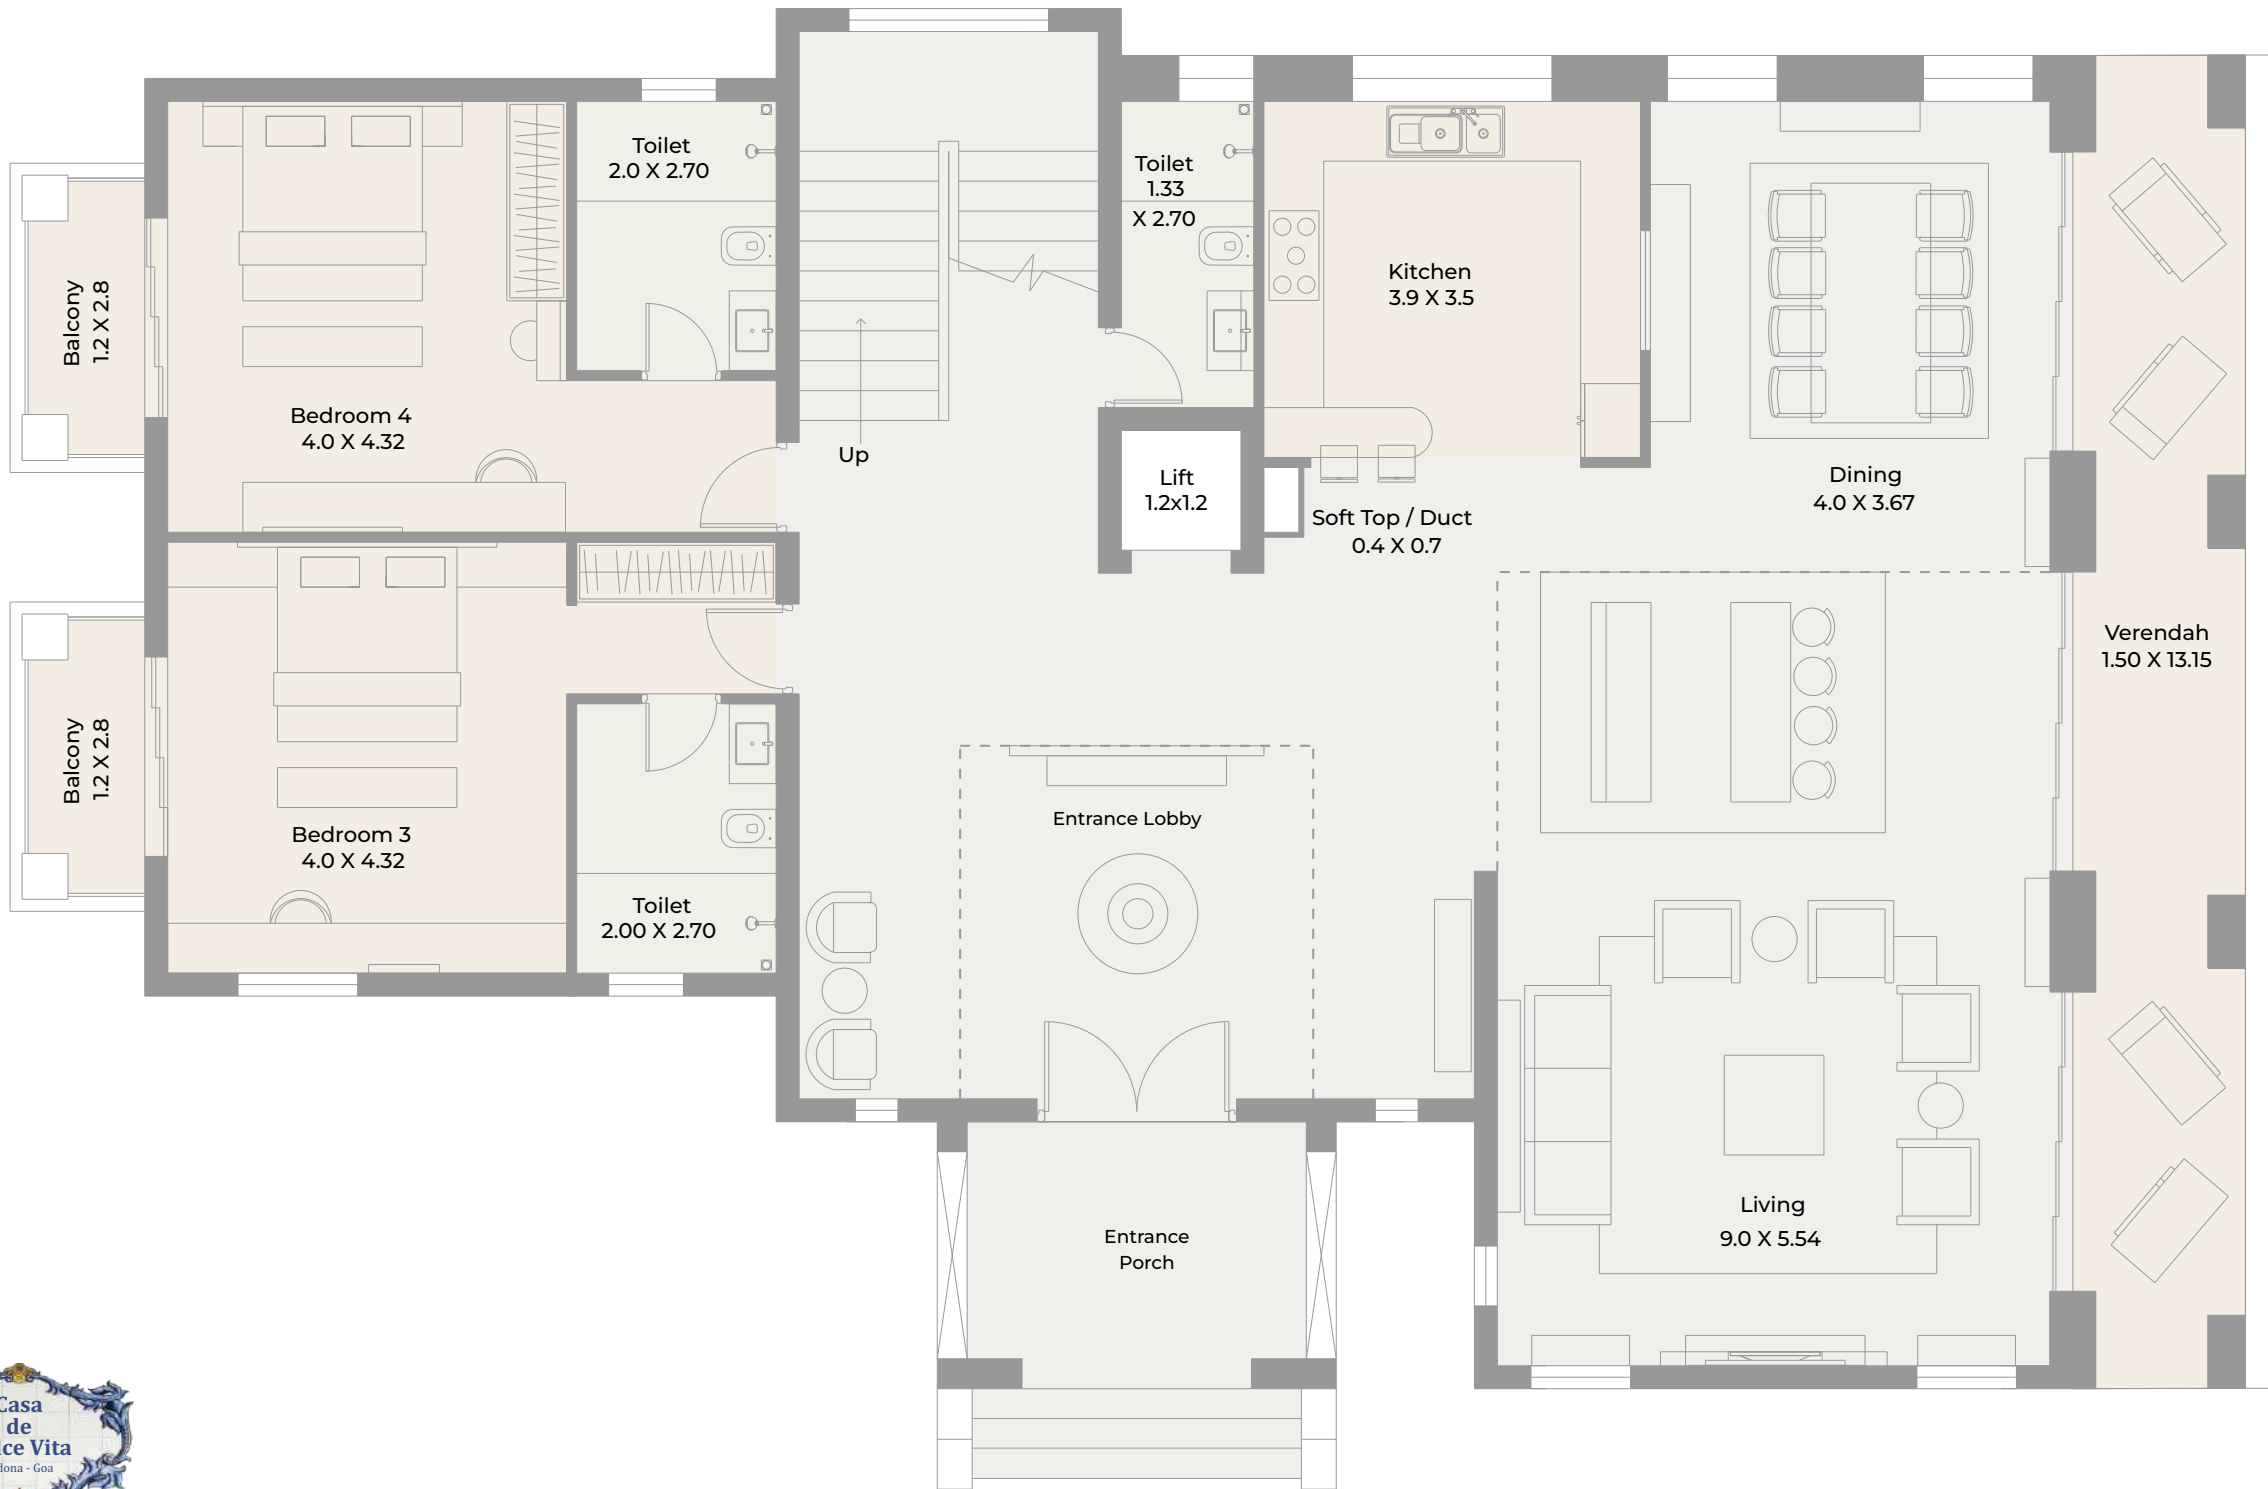 Toilet
2.0 X 2.70
Toilet
1.33
X 2.70
Kitchen
3.9 X 3.5
Balcony
1.2 X 2.8
Bedroom 4
4.0 X 4.32
Up
Lift
1.2x1.2
Soft Top / Duct
0.4 X 0.7
Dining
4.0 X 3.67
Verendah
1.50 X 13.15
Balcony
1.2 X 2.8
Bedroom 3
4.0 X 4.32
Entrance Lobby
Toilet
2.00 X 2.70
Living
9.0 X 5.54
Entrance
Porch
Casa
de
ce Vita
- Goa